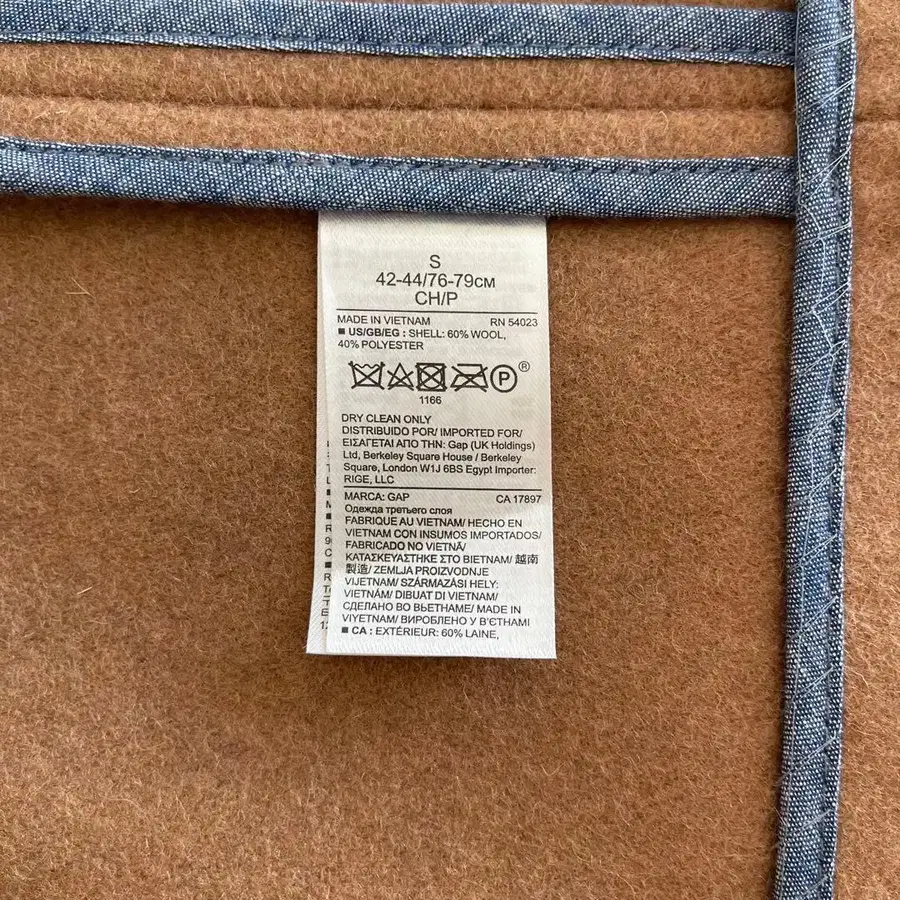 S
42-44/76-79см
CH/P
MADE IN VIETNAM RN 54023
■ US/GB/EG : SHELL: 60% WOOL,
40% POLYESTER
P ®
1166
DRY CLEAN ONLY
DISTRIBUIDO POR/ IMPORTED FOR/
ΕΙΣΑΓΕΤΑΙ ΑΠΟ ΤΗΝ: Gap (UK Holdings)
Ltd, Berkeley Square House / Berkeley
Square, London W1J 6BS Egypt Importer:
RIGE, LLC
MARCA: GAP CA 17897
Одежда третьего слоя
FABRIQUE AU VIETNAM/ HECHO EN
VIETNAM CON INSUMOS IMPORTADOS/
FABRICADO NO VIETNÃ/
ΚΑΤΑΣΚΕΥΑΣΤΗΚΕ ΣΤΟ ΒΙΕΤΝΑΜ/ 越南
製造/ ZEMLJA PROIZVODNJE
VIJETNAM/ SZÁRMAZÁSI HELY:
VIETNÁM/ DIBUAT DI VIETNAM/
СДЕЛАНО ВО ВЬЕТНАМЕ/ MADE IN
VIYETNAM/ ВИРОБЛЕНО У В'ЄТНАМІ
■ CA : EXTÉRIEUR: 60% LAINE,